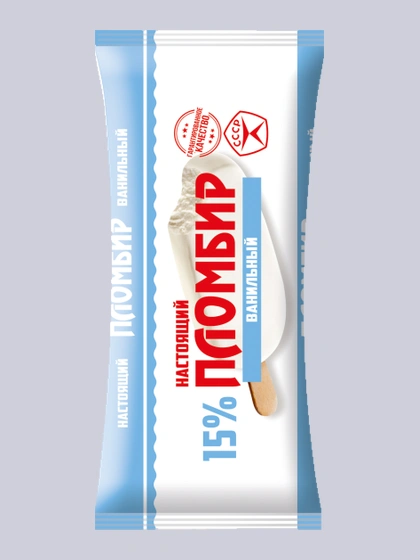 НАСТОЯЩИЙ
ПЛОМБИР
ВАНИЛЬНЫЙ
ГАРАНТИРОВАННОЕ
КАЧЕСТВО
СССР
НАСТОЯЩИЙ
ПЛОМБИР
ВАНИЛЬНЫЙ
15%